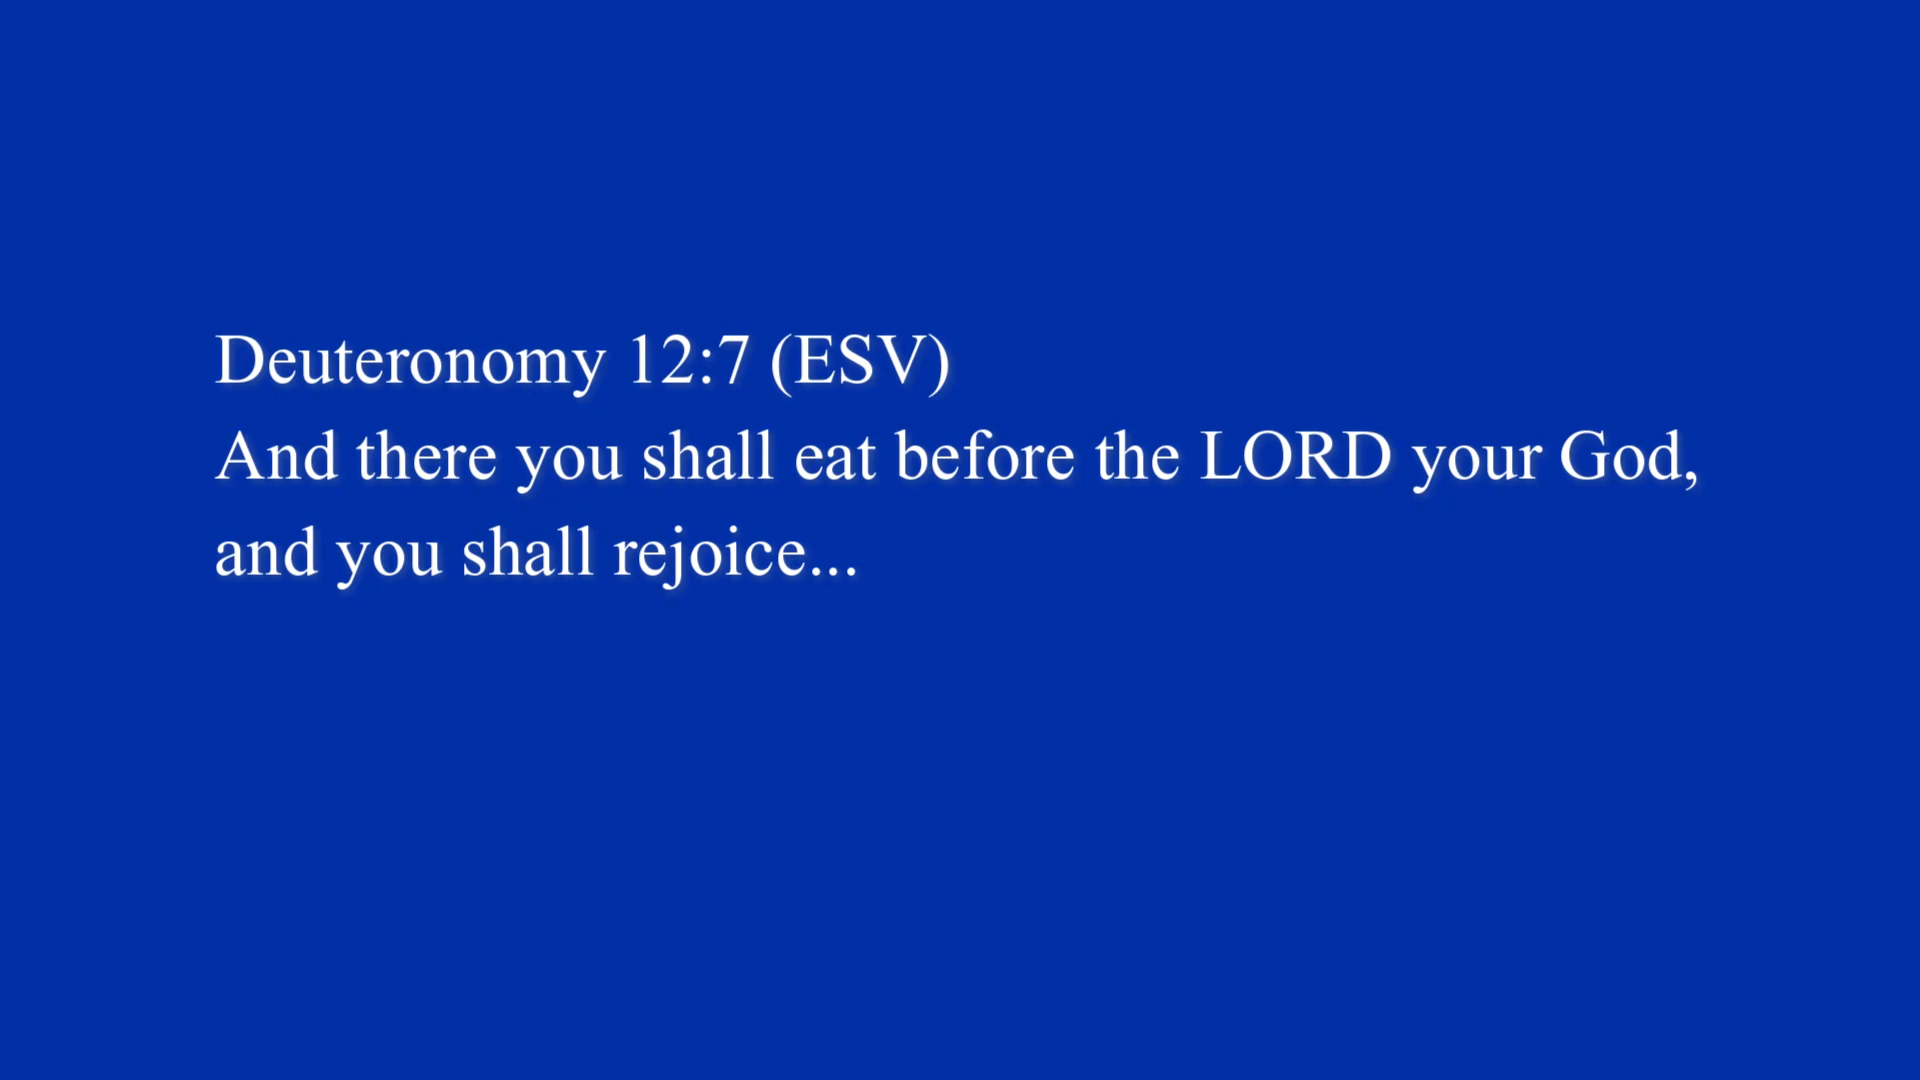 Deuteronomy 12:7 (ESV)
And there you shall eat before the LORD your God,
and you shall rejoice...